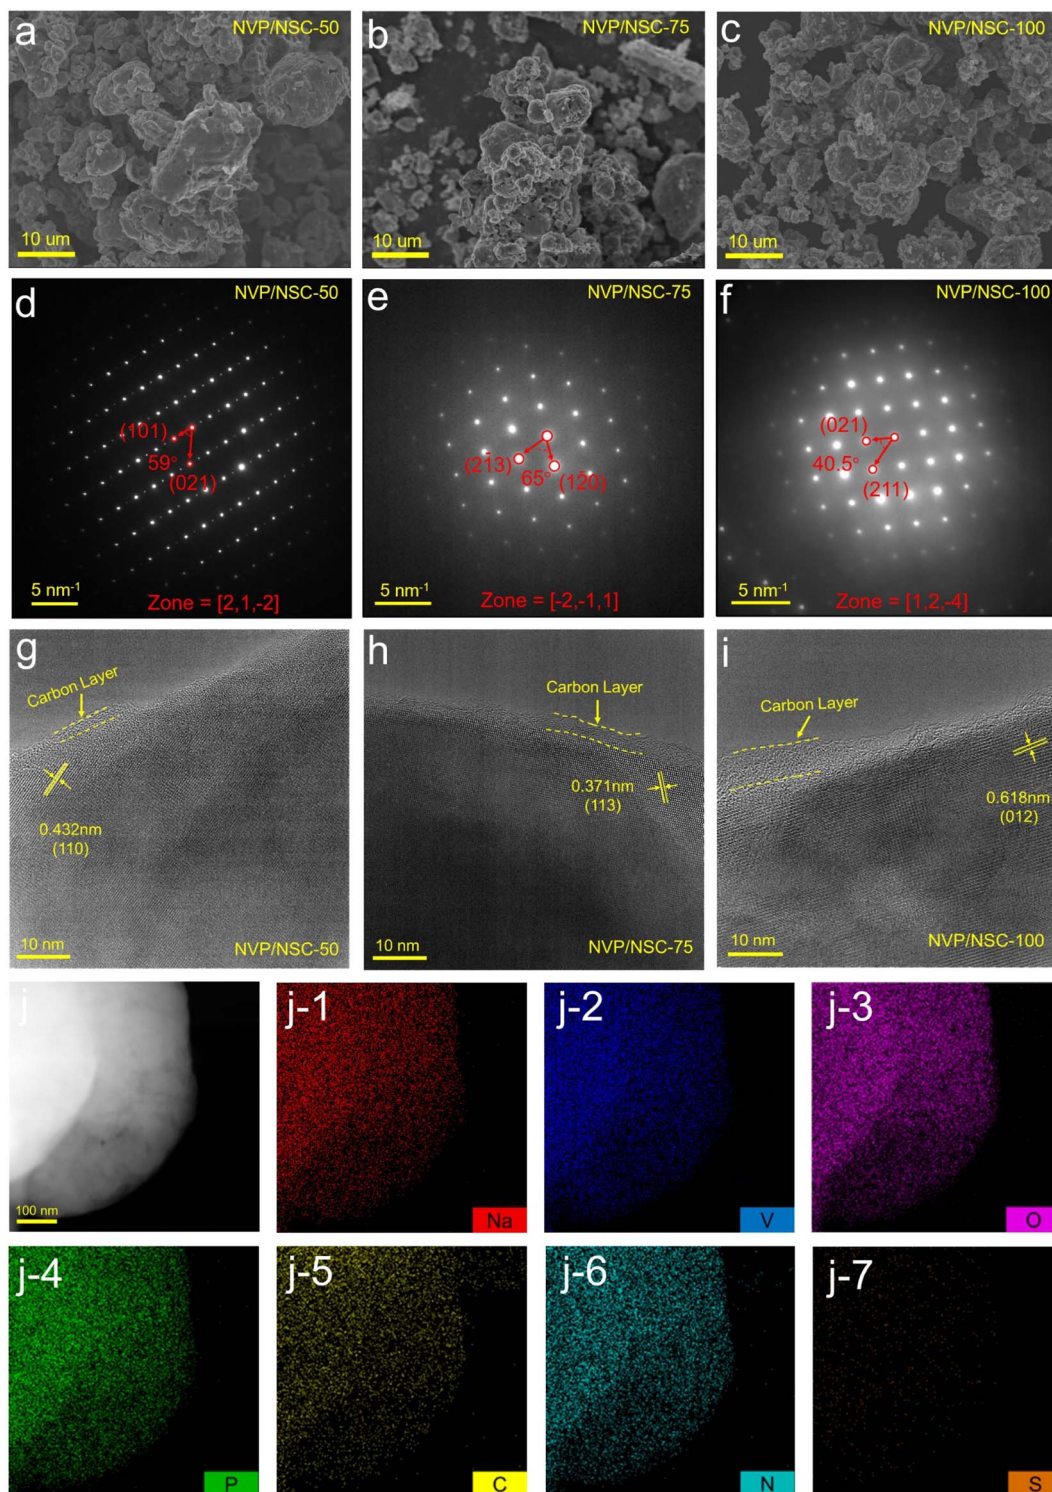 a
NVP/NSC-50
10 um
b
NVP/NSC-75
10 um
c
NVP/NSC-100
10 um
d
NVP/NSC-50
(101)
59°
(021)
5 nm⁻¹
Zone = [2,1,-2]
e
NVP/NSC-75
(21̄3)
65°
(12̄0)
5 nm⁻¹
Zone = [-2,-1,1]
f
NVP/NSC-100
(021)
40.5°
(211)
5 nm⁻¹
Zone = [1,2,-4]
g
Carbon Layer
0.432nm
(110)
10 nm
NVP/NSC-50
h
Carbon Layer
0.371nm
(113)
10 nm
NVP/NSC-75
i
Carbon Layer
0.618nm
(012)
10 nm
NVP/NSC-100
j
100 nm
j-1
Na
j-2
V
j-3
O
j-4
P
j-5
C
j-6
N
j-7
S